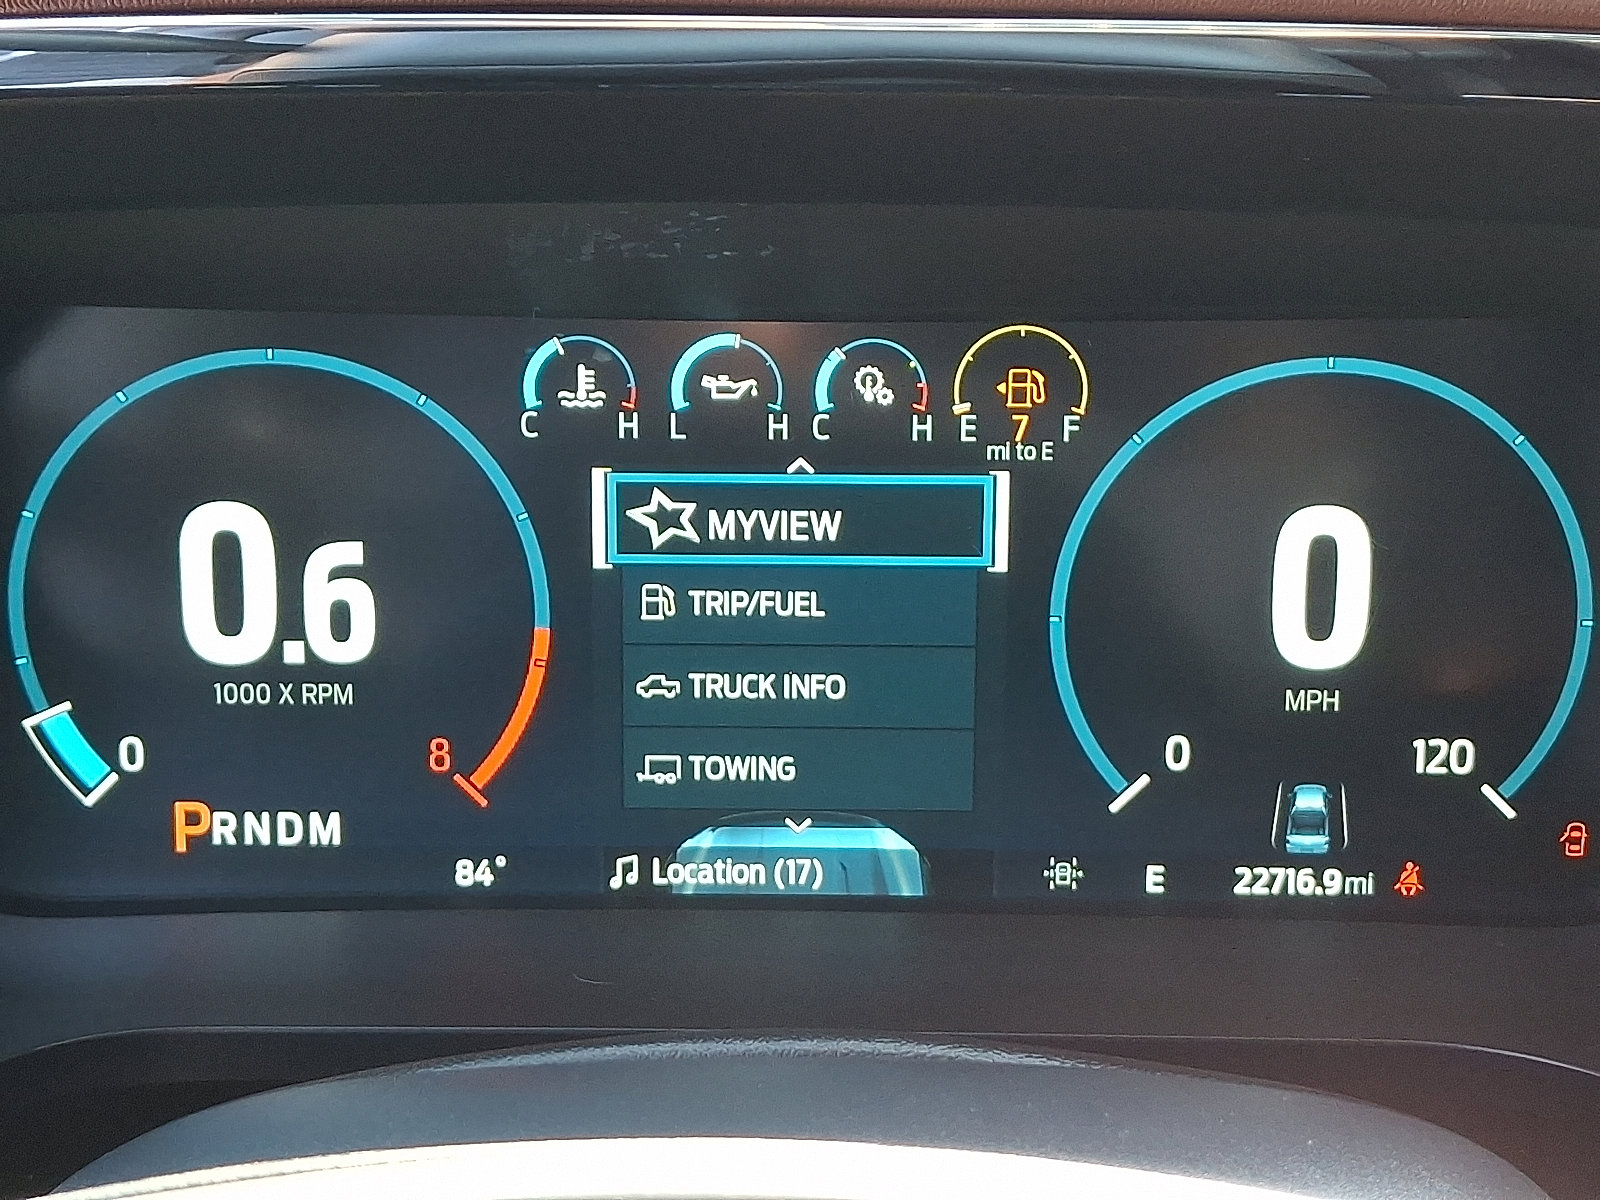 C H L H C H E 7 F
mi to E
MYVIEW
TRIP/FUEL
TRUCK INFO
TOWING
0.6
1000 X RPM
0 8
PRNDM
84°
Location (17)
0
MPH
0 120
E
22716.9mi